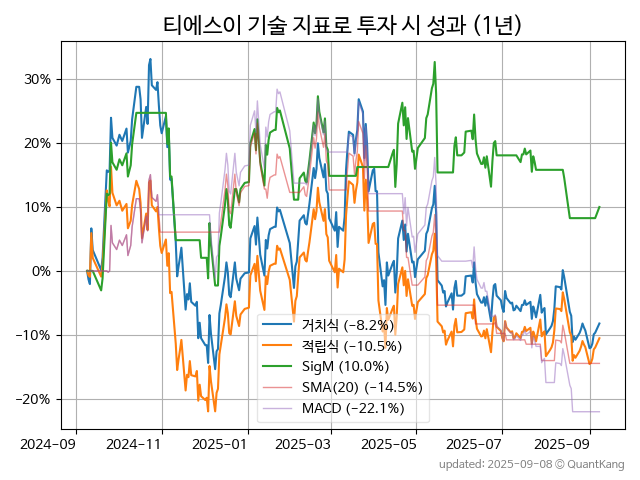 티에스이 기술 지표로 투자 시 성과 (1년)
30%
20%
10%
0%
−10%
−20%
거치식 (−8.2%)
적립식 (−10.5%)
SigM (10.0%)
SMA(20) (−14.5%)
MACD (−22.1%)
2024-09 2024-11 2025-01 2025-03 2025-05 2025-07 2025-09
updated: 2025-09-08 © QuantKang